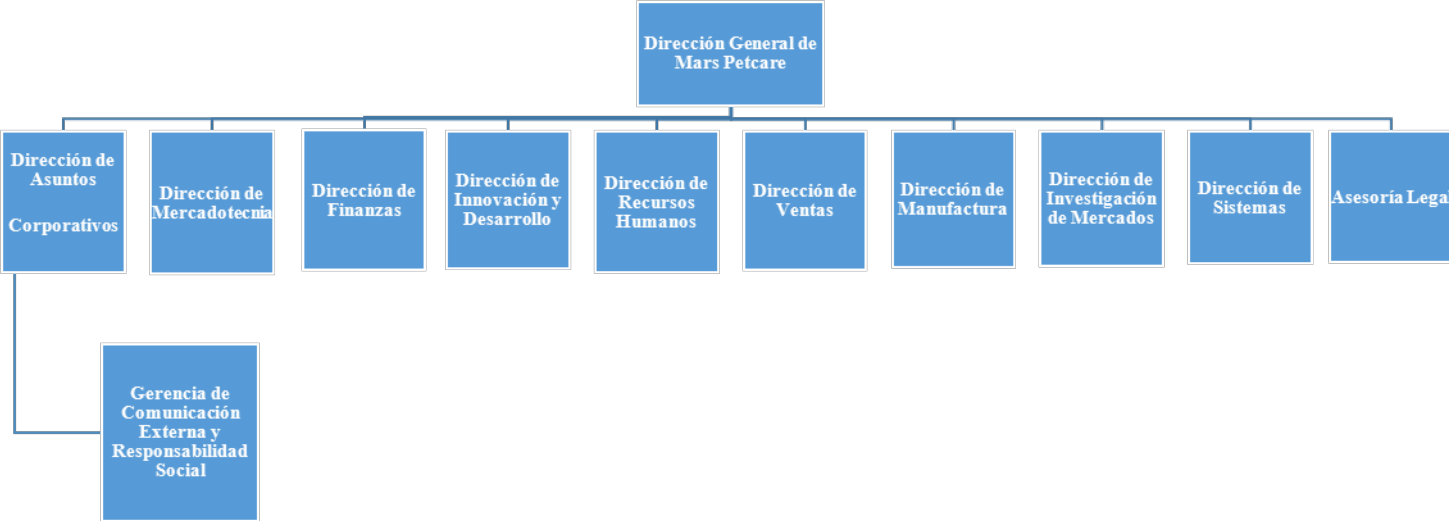 Dirección General de
Mars Petcare
Dirección de
Asuntos
Corporativos
Dirección de
Mercadotecnia
Dirección de
Finanzas
Dirección de
Innovación y
Desarrollo
Dirección de
Recursos
Humanos
Dirección de
Ventas
Dirección de
Manufactura
Dirección de
Investigación
de Mercados
Dirección de
Sistemas
Asesoría Legal
Gerencia de
Comunicación
Externa y
Responsabilidad
Social